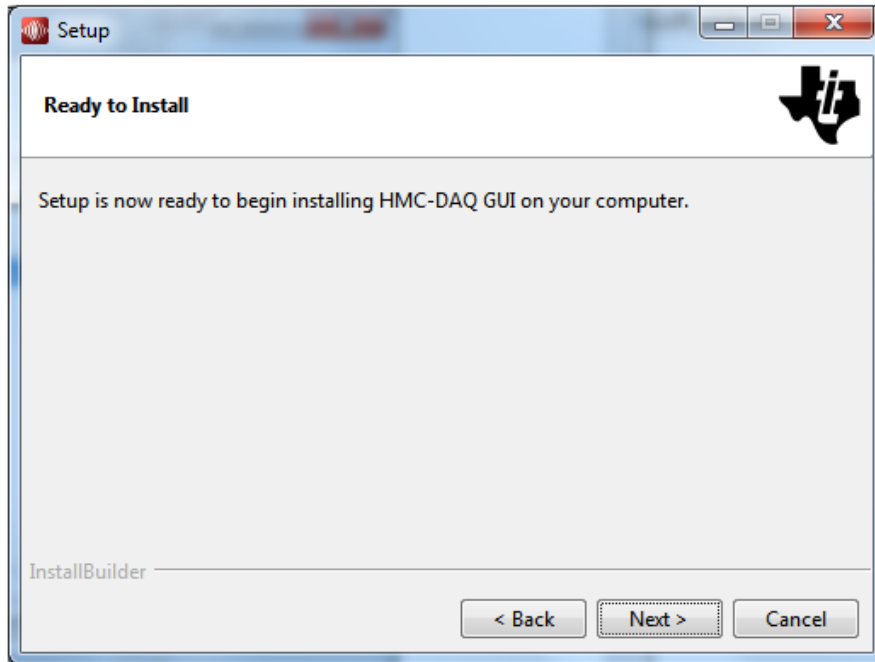 Setup
Ready to Install
Setup is now ready to begin installing HMC-DAQ GUI on your computer.
InstallBuilder
< Back
Next >
Cancel